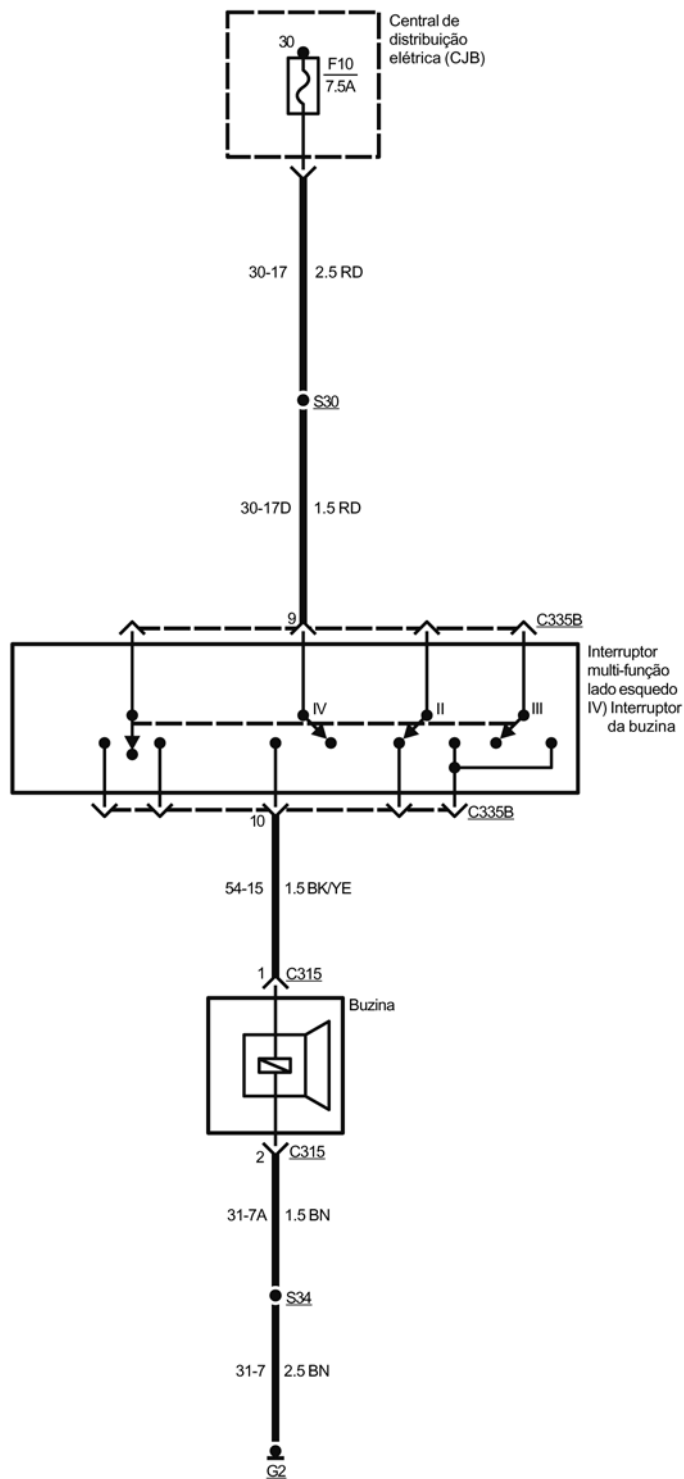 Central de
distribuição
elétrica (CJB)
30
F10
7.5A
30-17 2.5 RD
S30
30-17D 1.5 RD
9
C335B
Interruptor
multi-função
lado esquedo
IV) Interruptor
da buzina
IV
II
III
10
C335B
54-15 1.5 BK/YE
1 C315
Buzina
2 C315
31-7A 1.5 BN
S34
31-7 2.5 BN
G2